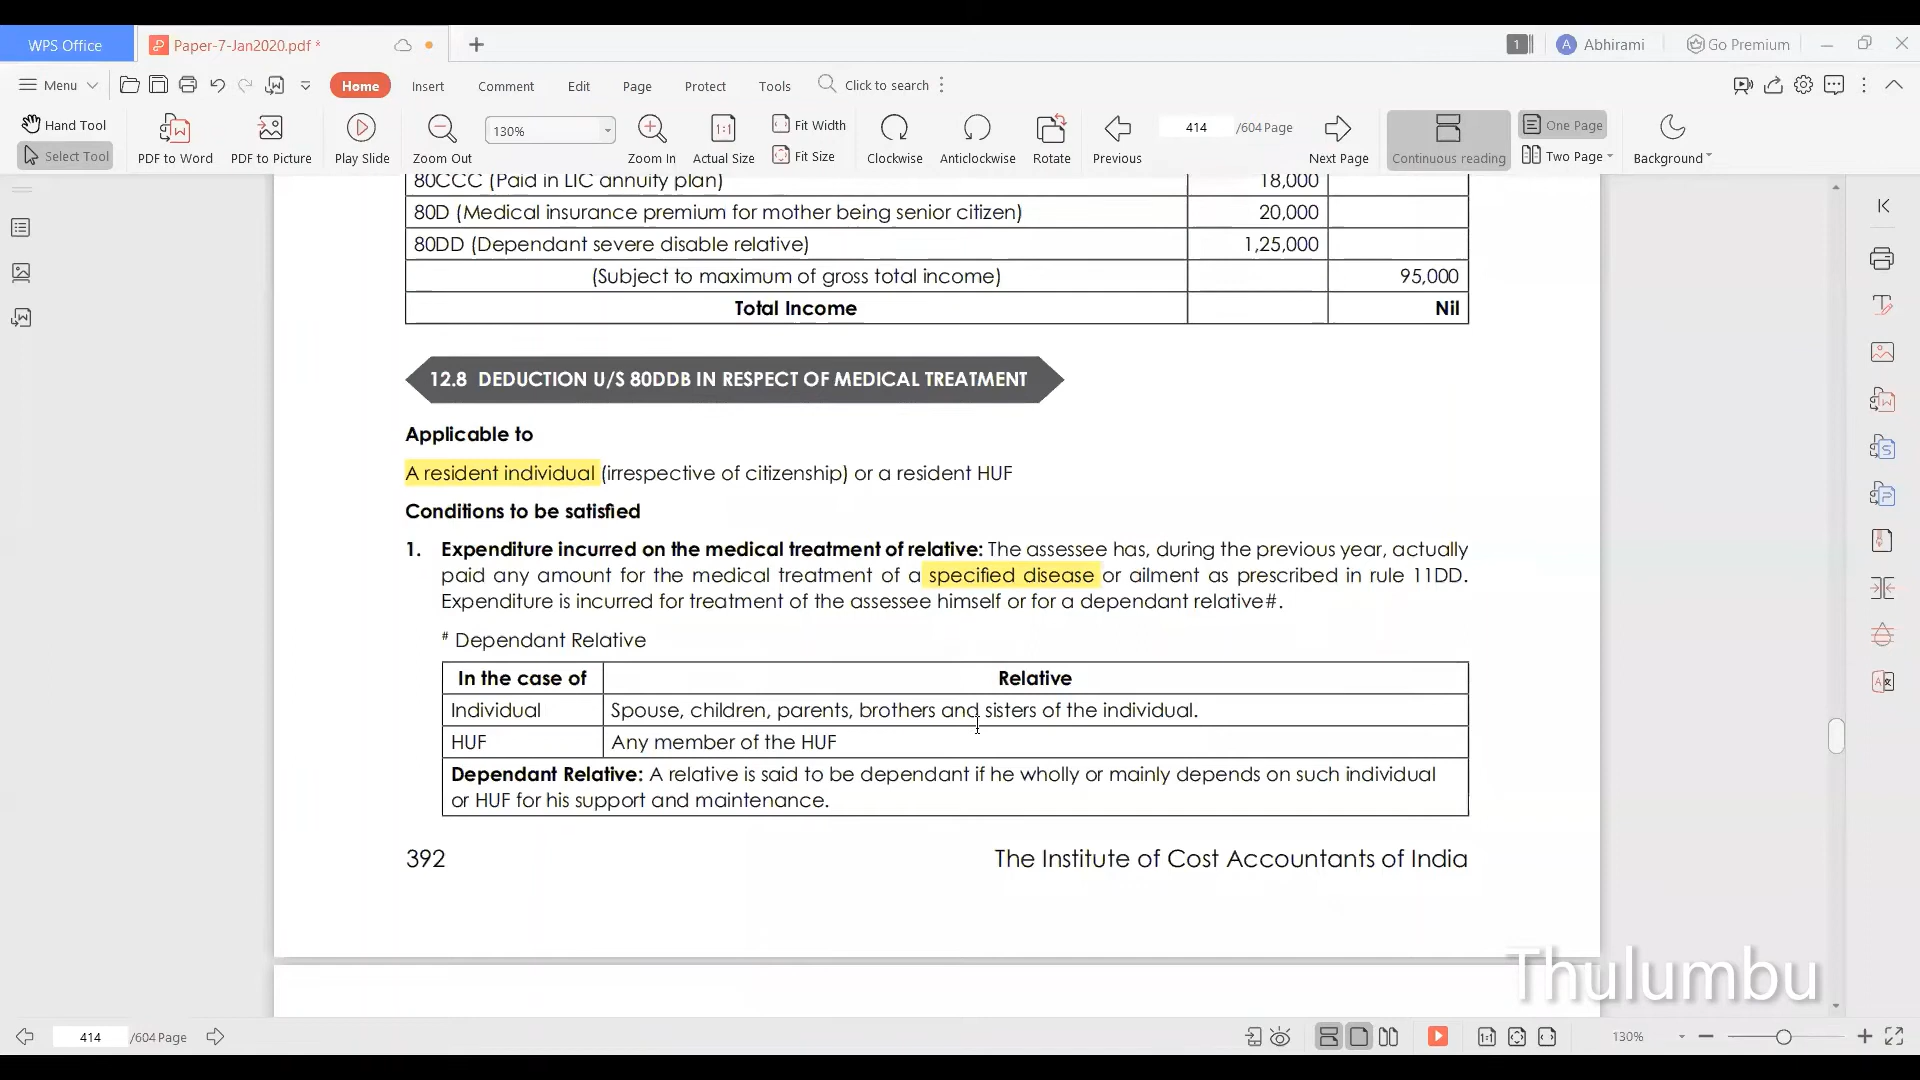 WPS Office
Paper-7-Jan2020.pdf *
1
A
Abhirami
Go Premium
Menu
Home
Insert
Comment
Edit
Page
Protect
Tools
Click to search
Hand Tool
Select Tool
PDF to Word
PDF to Picture
Play Slide
Zoom Out
130%
Zoom In
1:1
Actual Size
Fit Width
Fit Size
Clockwise
Anticlockwise
Rotate
Previous
414 /604 Page
Next Page
Continuous reading
One Page
Two Page
Background
80CCC (Paid in LIC annuity plan) 18,000
80D (Medical insurance premium for mother being senior citizen) 20,000
80DD (Dependant severe disable relative) 1,25,000
(Subject to maximum of gross total income) 95,000
Total Income Nil
12.8 DEDUCTION U/S 80DDB IN RESPECT OF MEDICAL TREATMENT
Applicable to
A resident individual (irrespective of citizenship) or a resident HUF
Conditions to be satisfied
1. Expenditure incurred on the medical treatment of relative: The assessee has, during the previous year, actually
paid any amount for the medical treatment of a specified disease or ailment as prescribed in rule 11DD.
Expenditure is incurred for treatment of the assessee himself or for a dependant relative#.
# Dependant Relative
In the case of Relative
Individual Spouse, children, parents, brothers and sisters of the individual.
HUF Any member of the HUF
Dependant Relative: A relative is said to be dependant if he wholly or mainly depends on such individual
or HUF for his support and maintenance.
392 The Institute of Cost Accountants of India
Thulumbu
414 /604 Page
130%